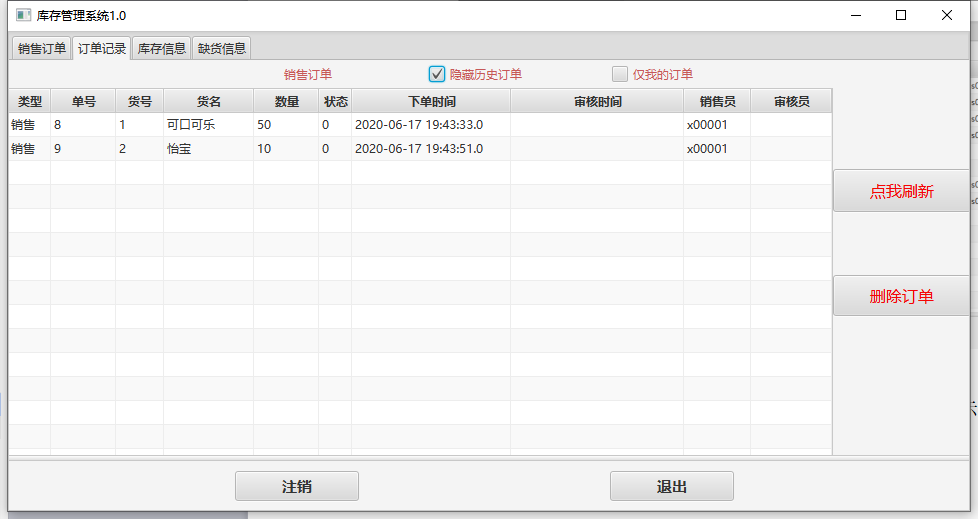 库存管理系统1.0
销售订单 订单记录 库存信息 缺货信息
销售订单 隐藏历史订单 仅我的订单
类型 单号 货号 货名 数量 状态 下单时间 审核时间 销售员 审核员
销售 8 1 可口可乐 50 0 2020-06-17 19:43:33.0 x00001
销售 9 2 怡宝 10 0 2020-06-17 19:43:51.0 x00001
点我刷新
删除订单
注销 退出